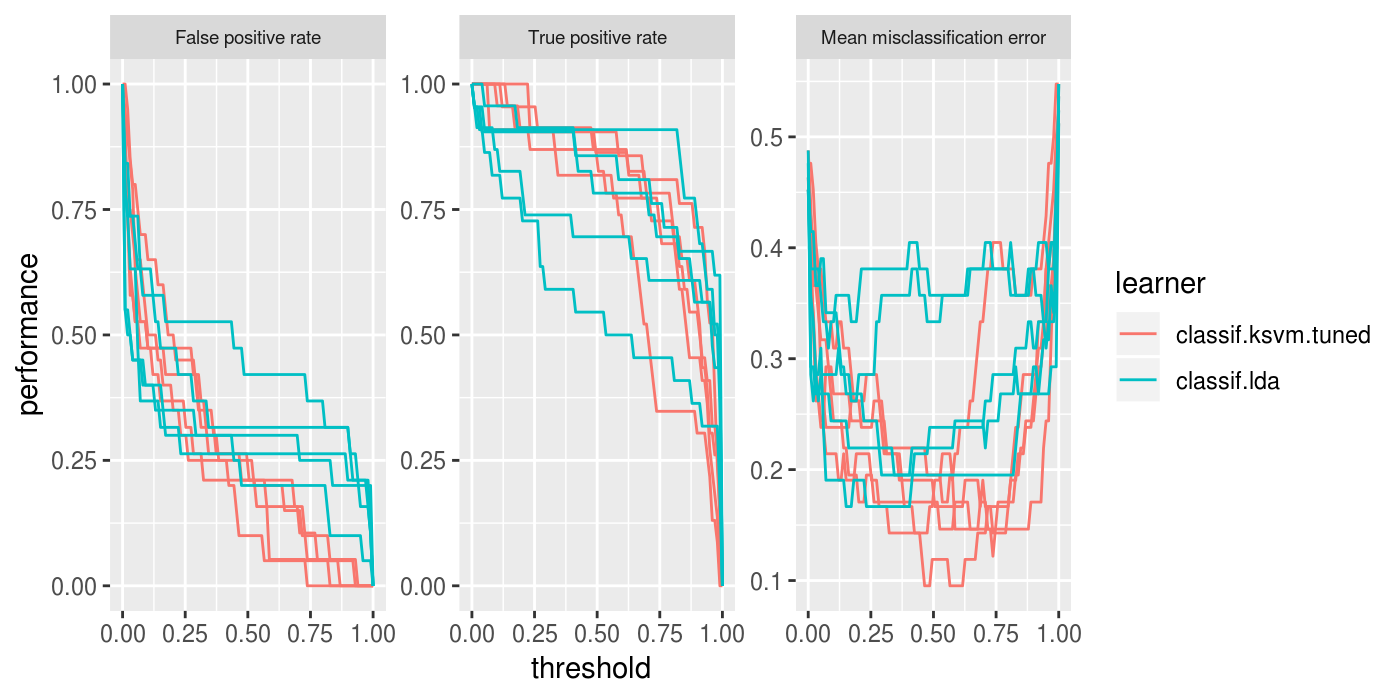 False positive rate
True positive rate
Mean misclassification error
1.00
0.75
0.50
0.25
0.00
0.00 0.25 0.50 0.75 1.00
1.00
0.75
0.50
0.25
0.00
0.00 0.25 0.50 0.75 1.00
0.5
0.4
0.3
0.2
0.1
0.00 0.25 0.50 0.75 1.00
performance
threshold
learner
classif.ksvm.tuned
classif.lda